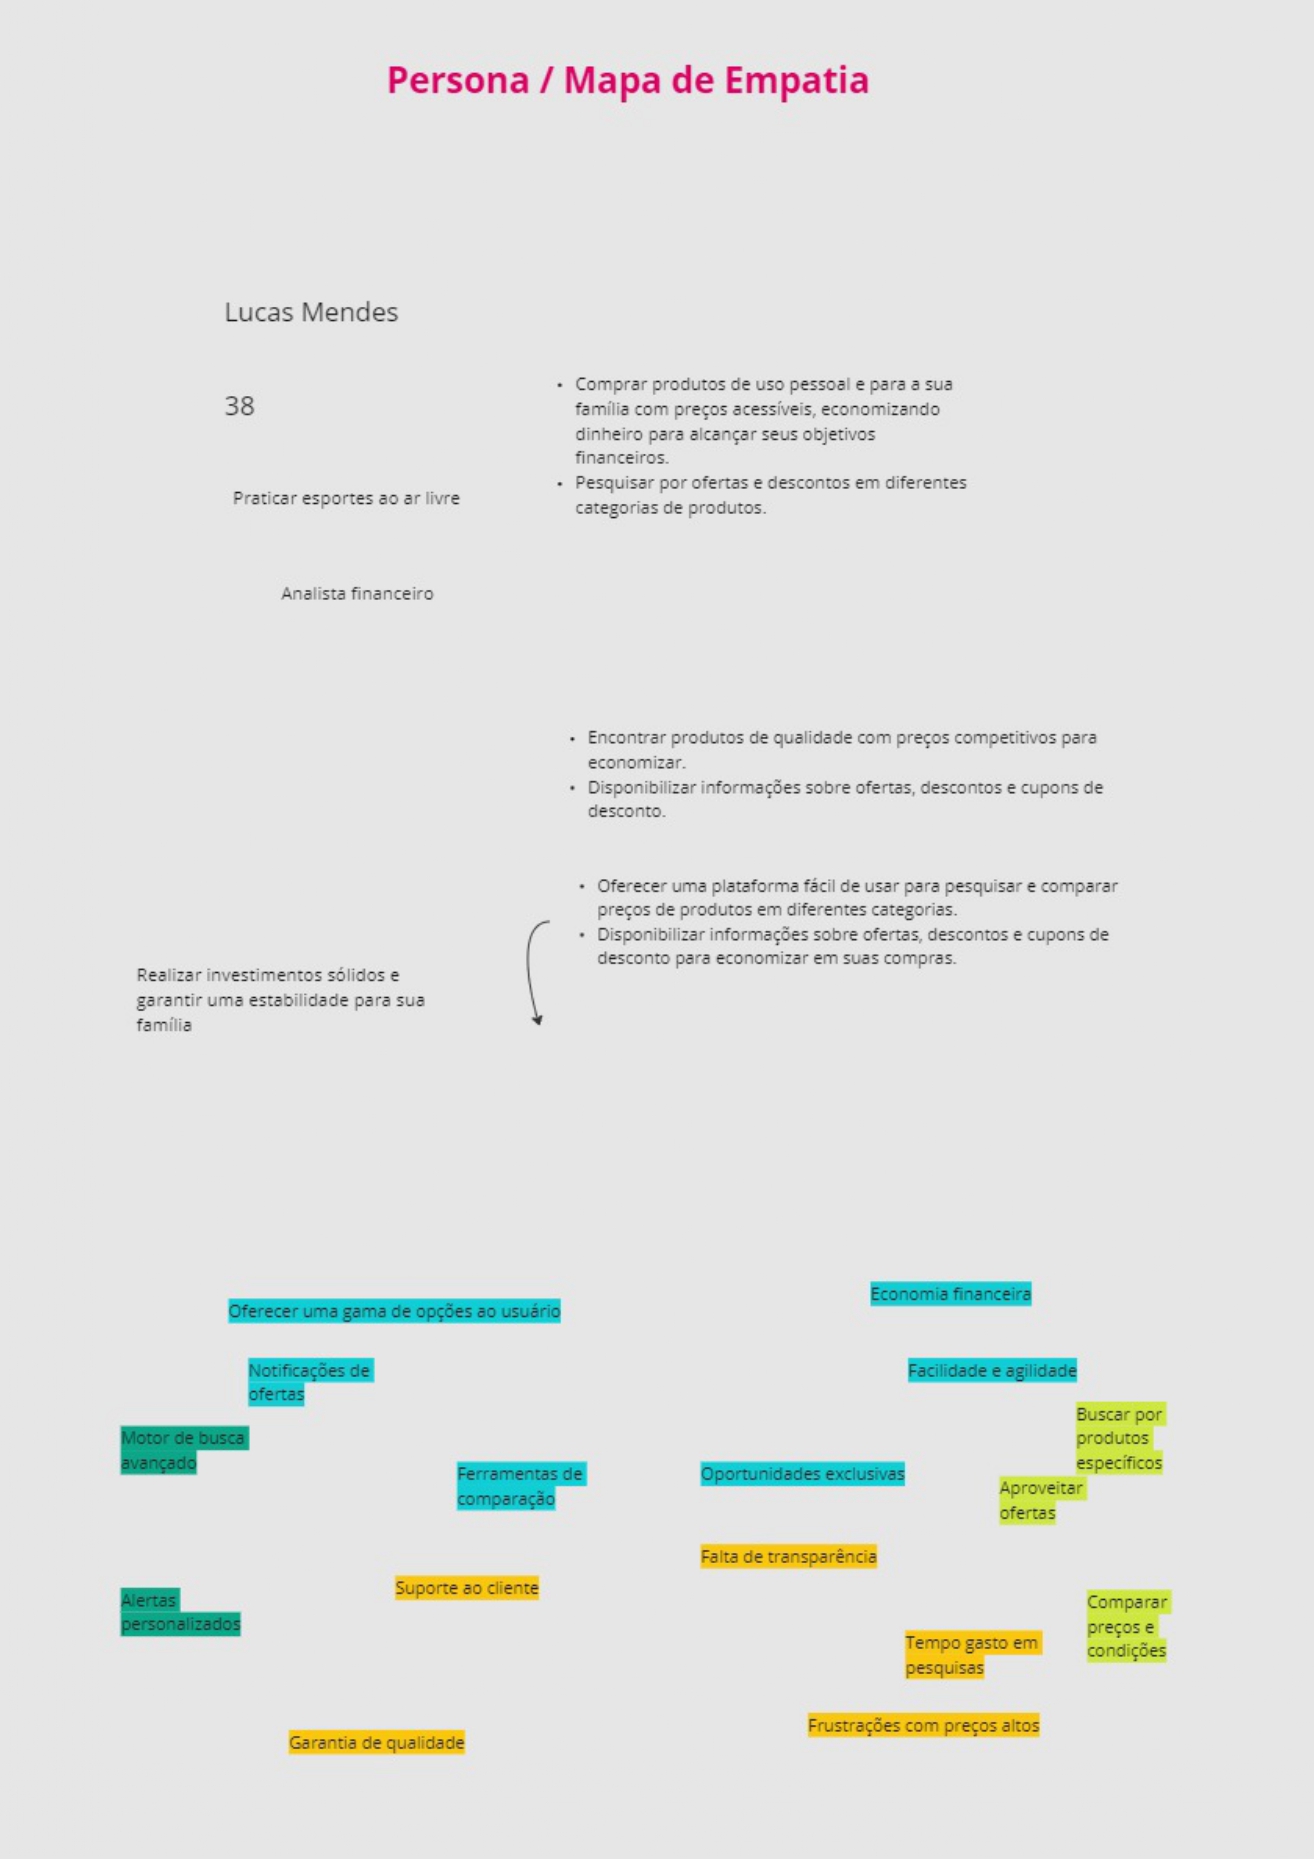 Persona / Mapa de Empatia
Lucas Mendes
38
Praticar esportes ao ar livre
Analista financeiro
• Comprar produtos de uso pessoal e para a sua
família com preços acessíveis, economizando
dinheiro para alcançar seus objetivos
financeiros.
• Pesquisar por ofertas e descontos em diferentes
categorias de produtos.
• Encontrar produtos de qualidade com preços competitivos para
economizar.
• Disponibilizar informações sobre ofertas, descontos e cupons de
desconto.
• Oferecer uma plataforma fácil de usar para pesquisar e comparar
preços de produtos em diferentes categorias.
• Disponibilizar informações sobre ofertas, descontos e cupons de
desconto para economizar em suas compras.
Realizar investimentos sólidos e
garantir uma estabilidade para sua
família
Oferecer uma gama de opções ao usuário
Notificações de
ofertas
Motor de busca
avançado
Ferramentas de
comparação
Alertas
personalizados
Suporte ao cliente
Garantia de qualidade
Economia financeira
Facilidade e agilidade
Buscar por
produtos
específicos
Oportunidades exclusivas
Aproveitar
ofertas
Falta de transparência
Comparar
preços e
condições
Tempo gasto em
pesquisas
Frustrações com preços altos